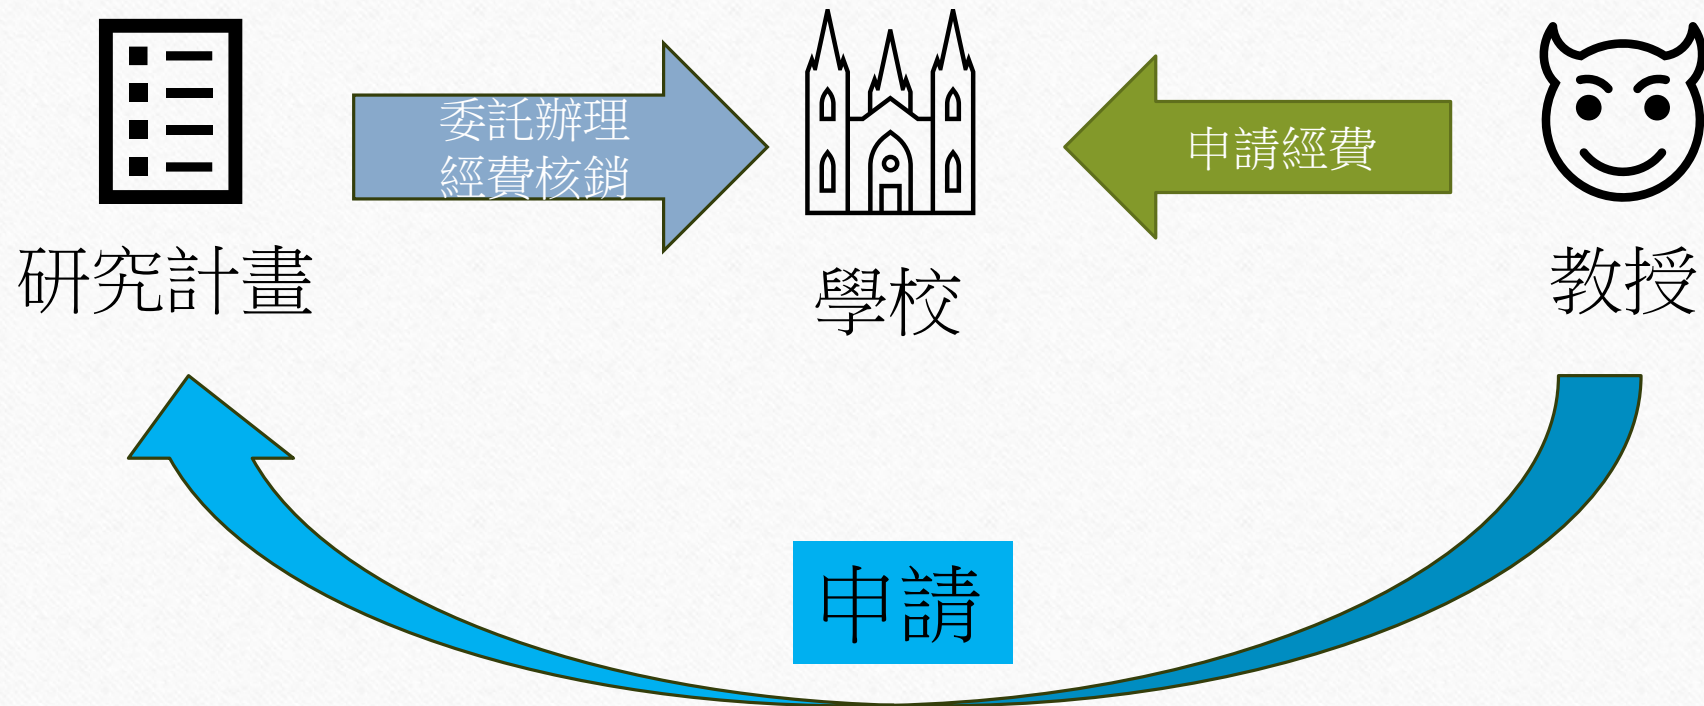 委託辦理
經費核銷
申請經費
研究計畫
學校
教授
申請